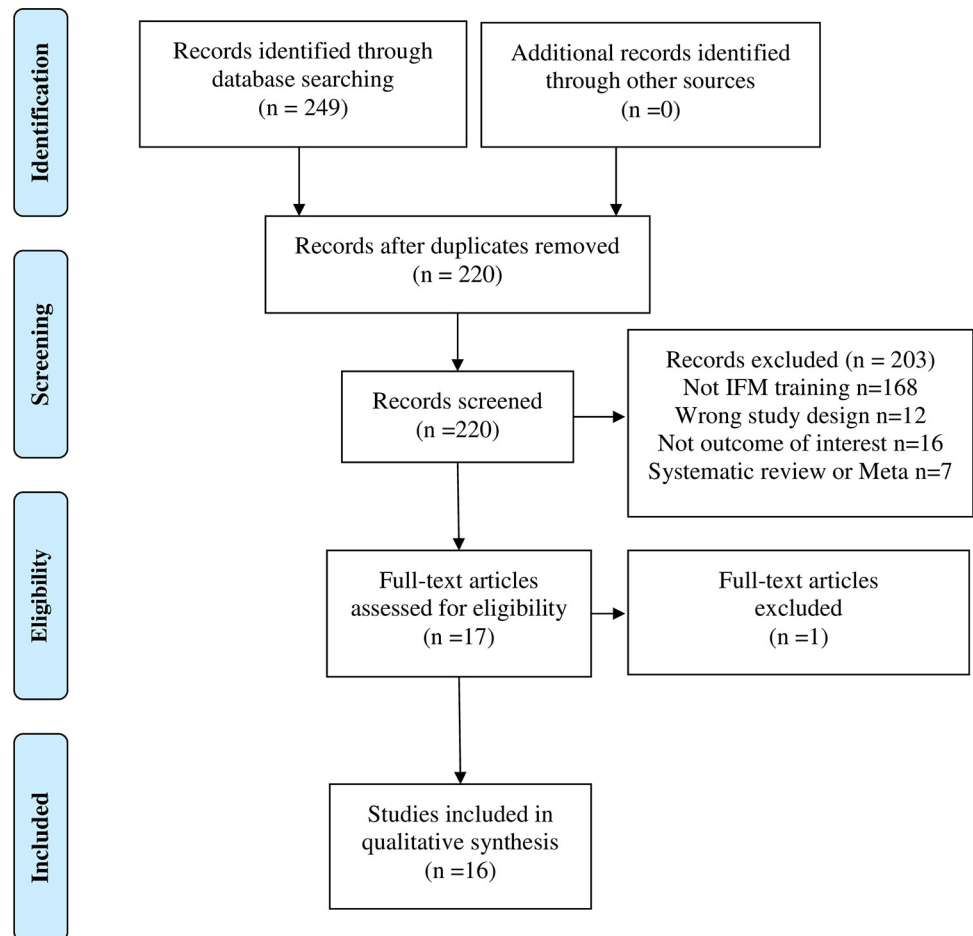 Identification
Records identified through
database searching
(n = 249)
Additional records identified
through other sources
(n =0)
Records after duplicates removed
(n = 220)
Screening
Records screened
(n =220)
Records excluded (n = 203)
Not IFM training n=168
Wrong study design n=12
Not outcome of interest n=16
Systematic review or Meta n=7
Eligibility
Full-text articles
assessed for eligibility
(n =17)
Full-text articles
excluded
(n =1)
Included
Studies included in
qualitative synthesis
(n =16)